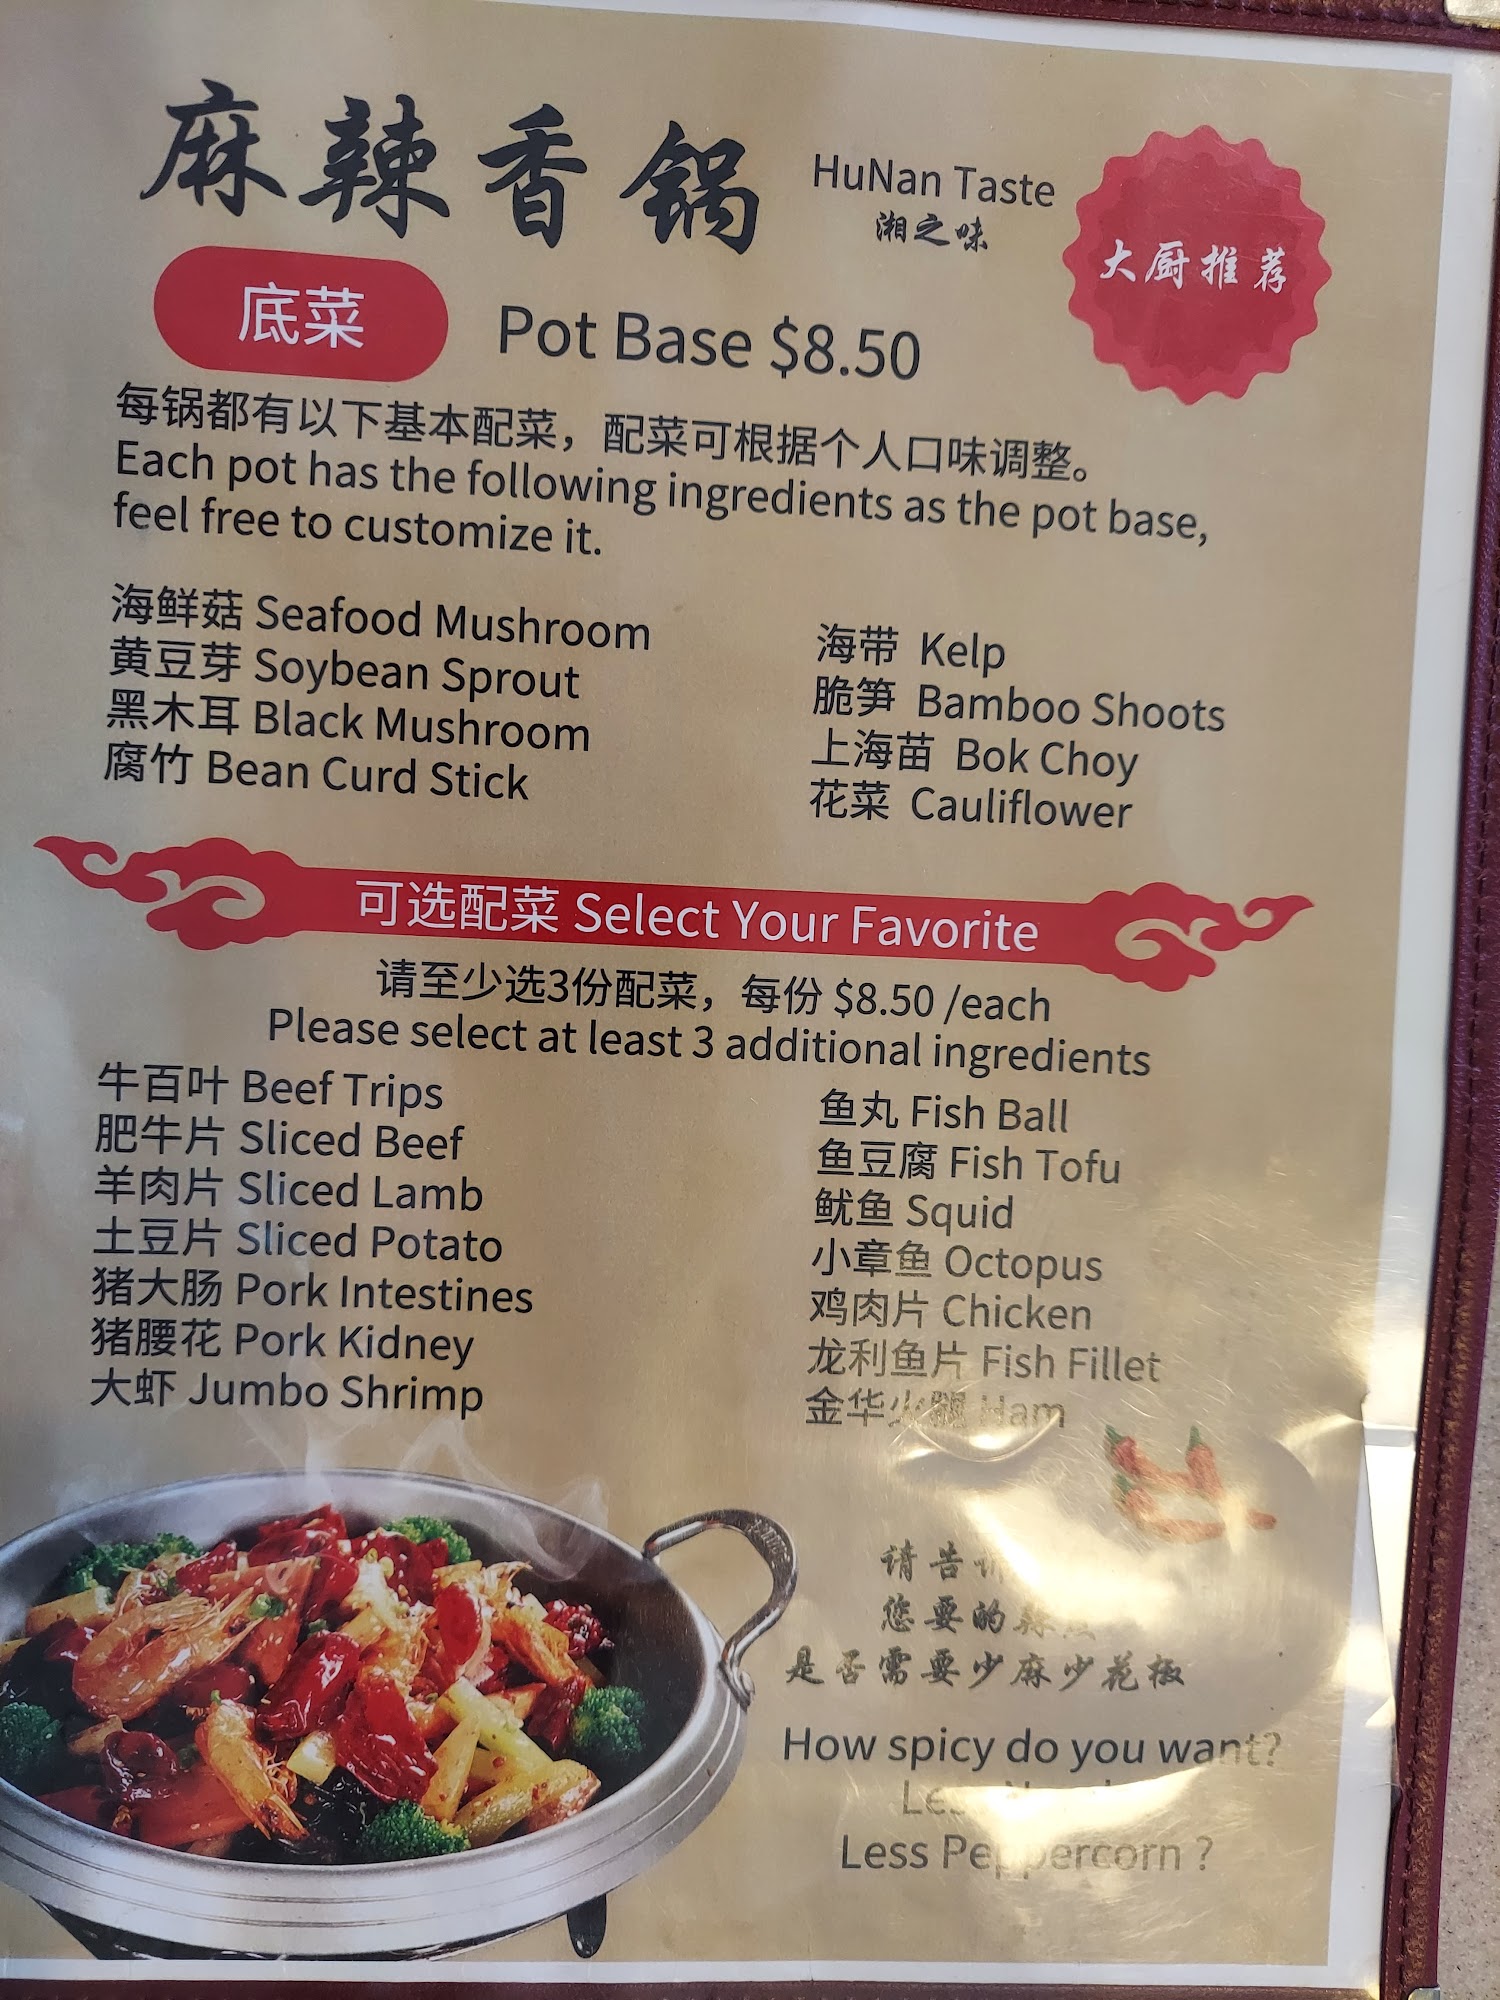 麻辣香锅
HuNan Taste
湘之味
大厨推荐
底菜
Pot Base $8.50
每锅都有以下基本配菜，配菜可根据个人口味调整。
Each pot has the following ingredients as the pot base,
feel free to customize it.
海鲜菇 Seafood Mushroom
黄豆芽 Soybean Sprout
黑木耳 Black Mushroom
腐竹 Bean Curd Stick
海带 Kelp
脆笋 Bamboo Shoots
上海苗 Bok Choy
花菜 Cauliflower
可选配菜 Select Your Favorite
请至少选3份配菜，每份 $8.50 /each
Please select at least 3 additional ingredients
牛百叶 Beef Trips
肥牛片 Sliced Beef
羊肉片 Sliced Lamb
土豆片 Sliced Potato
猪大肠 Pork Intestines
猪腰花 Pork Kidney
大虾 Jumbo Shrimp
鱼丸 Fish Ball
鱼豆腐 Fish Tofu
鱿鱼 Squid
小章鱼 Octopus
鸡肉片 Chicken
龙利鱼片 Fish Fillet
金华火腿 Ham
请告
您要的辣
是否需要少麻少花椒
How spicy do you want?
Less
Less Peppercorn ?